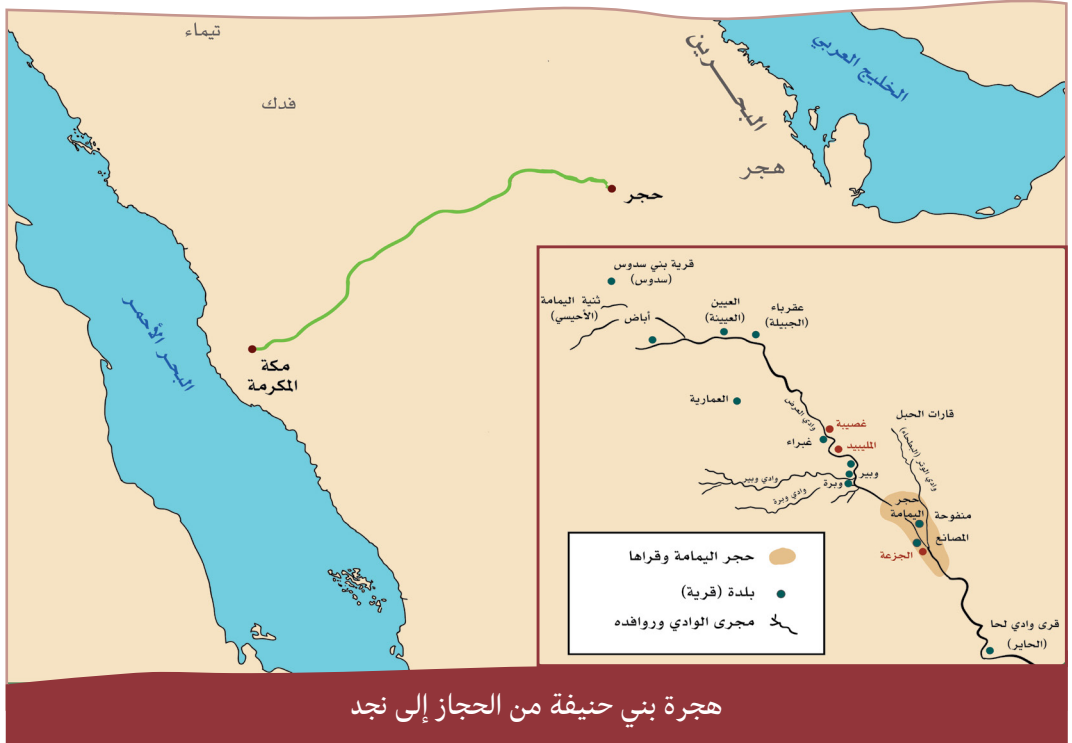 تيماء
فدك
البحرين
الخليج العربي
هجر
حجر
مكة
المكرمة
البحر الأحمر
قرية بني سدوس
(سدوس)
ثنية اليمامة
(الأحيسي)
أباض
العيين
(العيينة)
عقرباء
(الجبيلة)
العمارية
وادي العرض
غصيبة
غبراء
المليبيد
قارات الحبل
وادي الوتر (البطحاء)
وبير
وادي وبير
وبرة
وادي وبرة
حجر
اليمامة
منفوحة
المصانع
الجزعة
قرى وادي لحا
(الحاير)
حجر اليمامة وقراها
بلدة (قرية)
مجرى الوادي وروافده
هجرة بني حنيفة من الحجاز إلى نجد